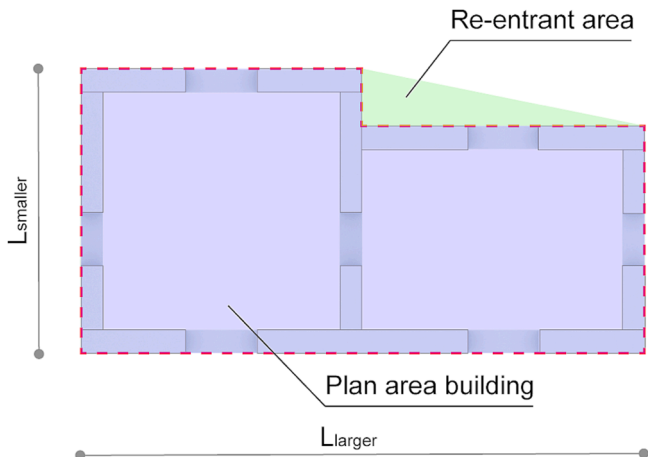 Re-entrant area
Lsmaller
Plan area building
Llarger